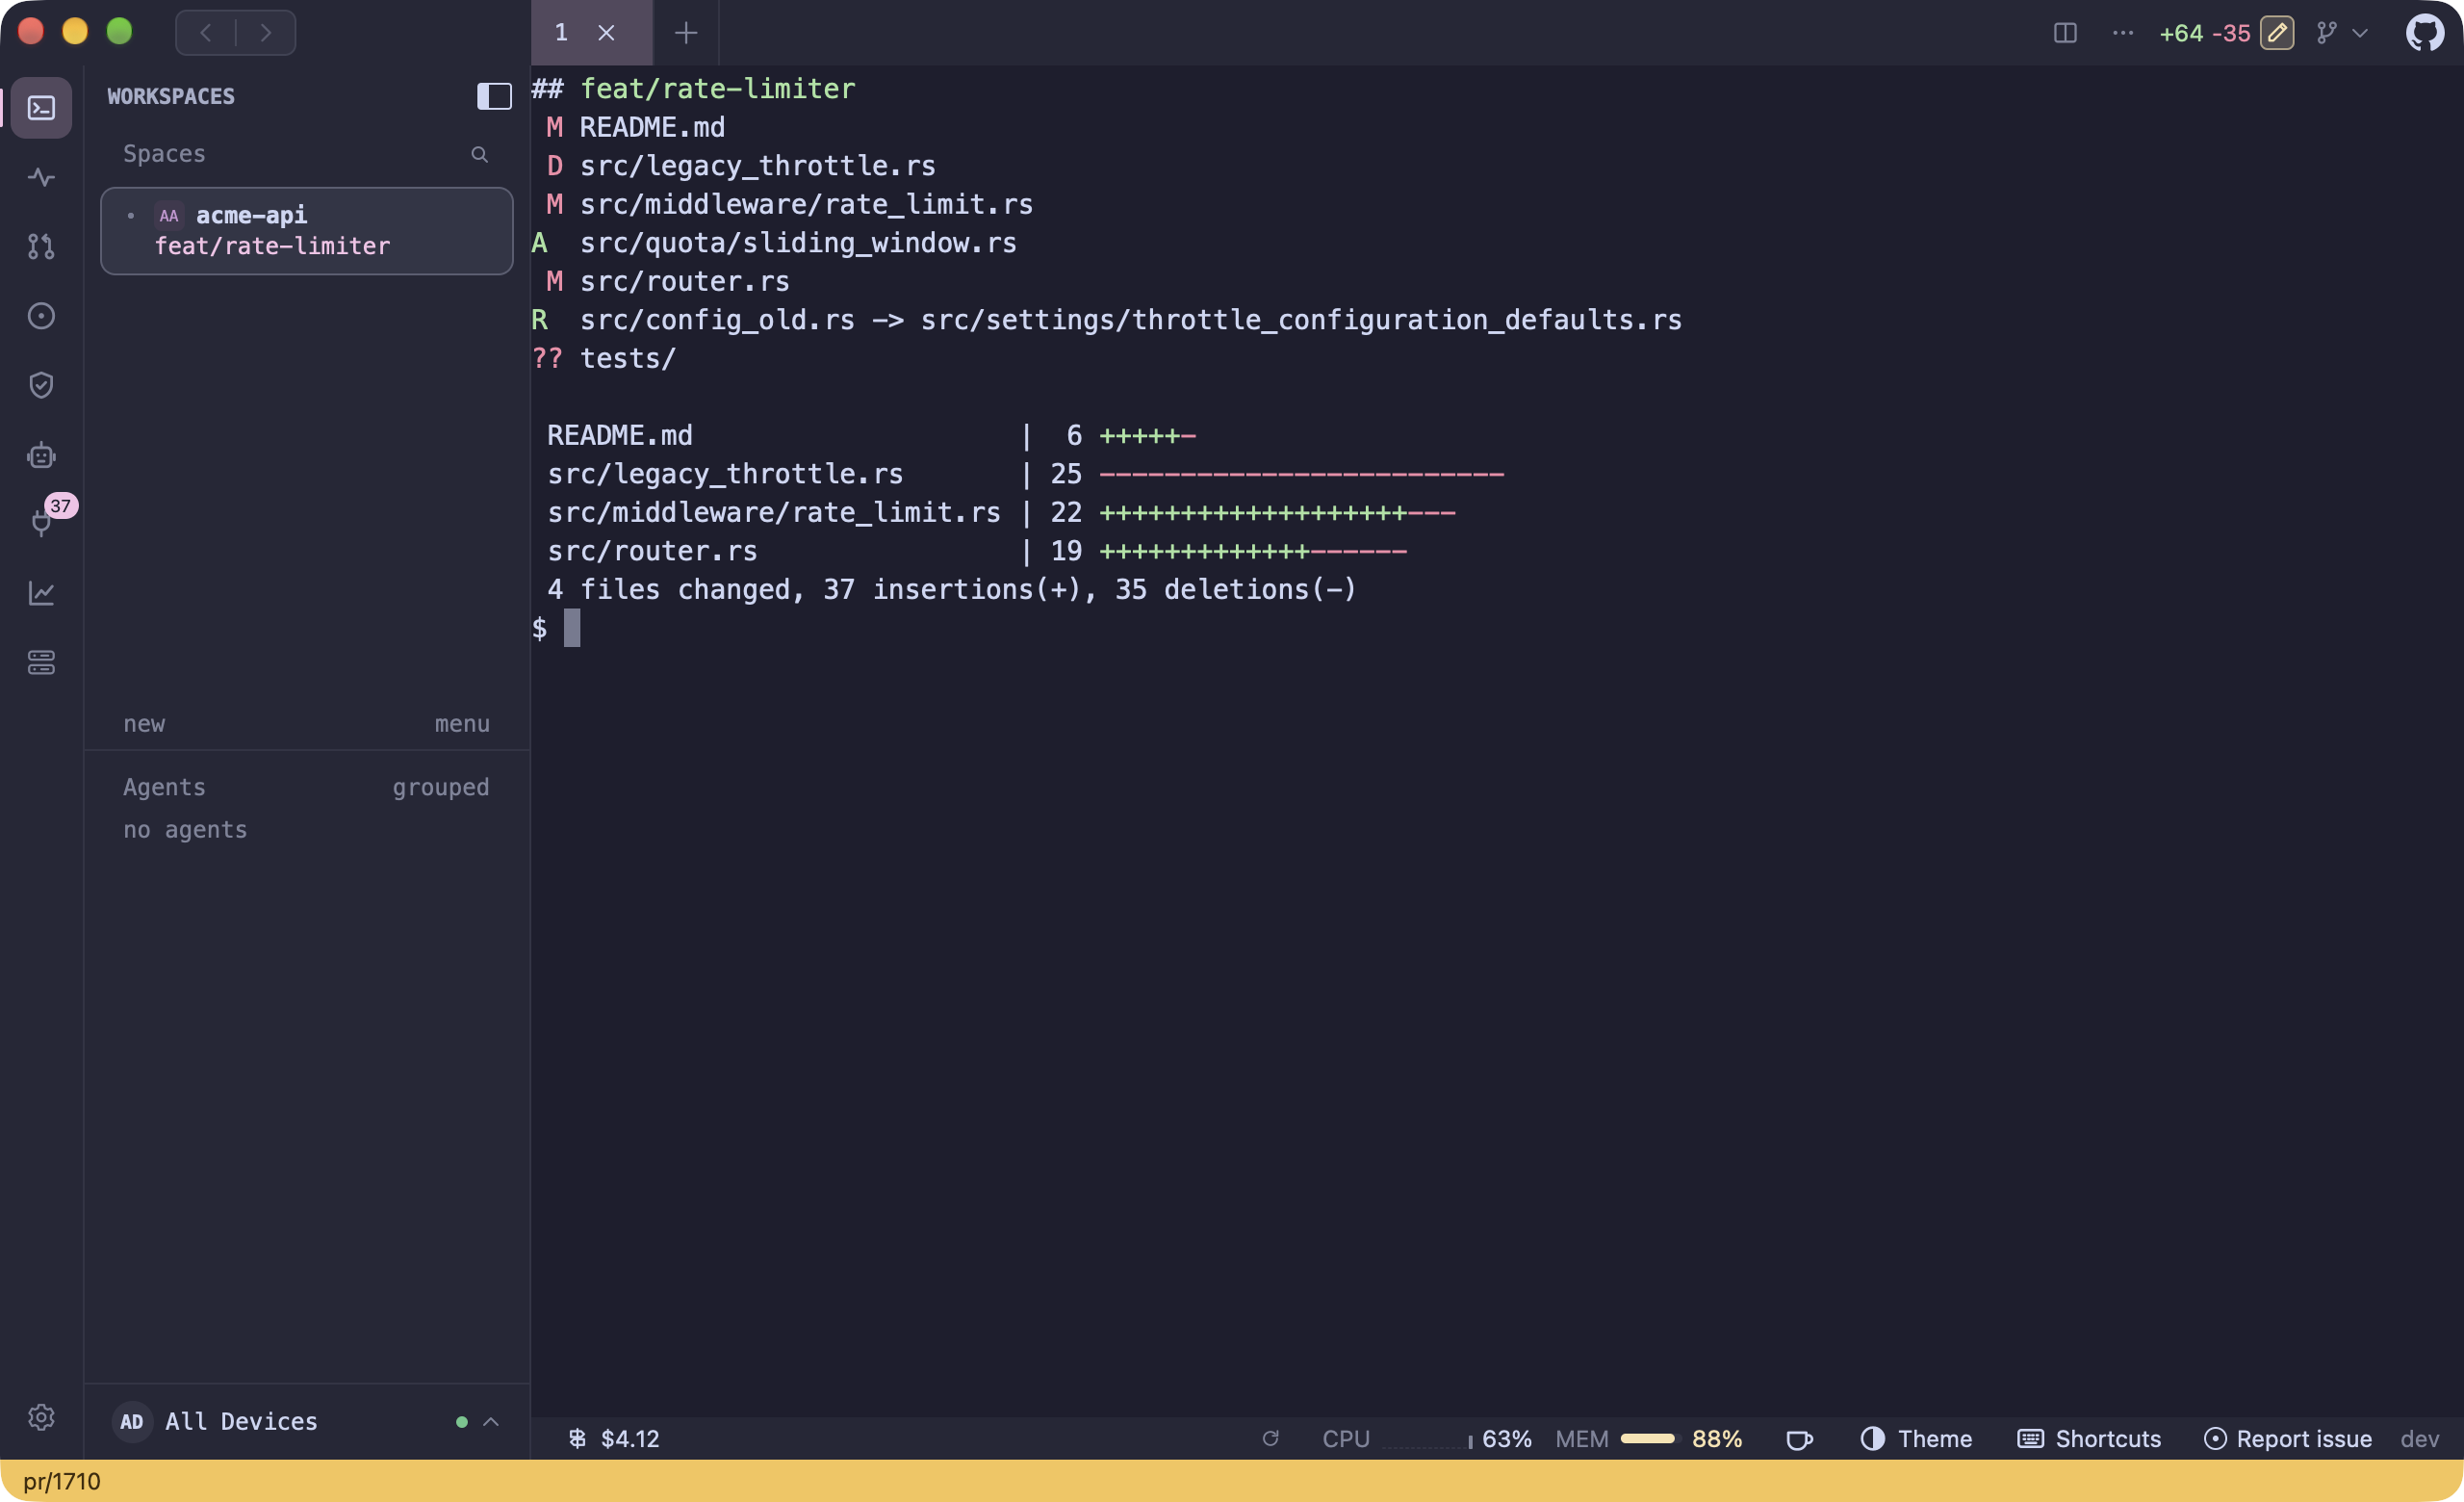 1
+64 -35
WORKSPACES
Spaces
AA acme-api
feat/rate-limiter
37
new menu
Agents grouped
no agents
AD All Devices
## feat/rate-limiter
 M README.md
 D src/legacy_throttle.rs
 M src/middleware/rate_limit.rs
A  src/quota/sliding_window.rs
 M src/router.rs
R  src/config_old.rs -> src/settings/throttle_configuration_defaults.rs
?? tests/
 README.md                    |  6 +++++-
 src/legacy_throttle.rs       | 25 -------------------------
 src/middleware/rate_limit.rs | 22 +++++++++++++++++++---
 src/router.rs                | 19 +++++++++++++------
 4 files changed, 37 insertions(+), 35 deletions(-)
$
$4.12 CPU 63% MEM 88% Theme Shortcuts Report issue dev
pr/1710